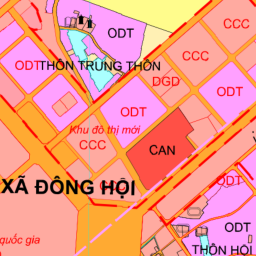 CCC
ODT
CCC
ODT
THÔN TRUNG THÔN
DGD
ODT
ODT
Khu đô thị mới
CCC
CAN
XÃ ĐÔNG HỘI
ODT
ODT
quốc gia
THÔN HỘI